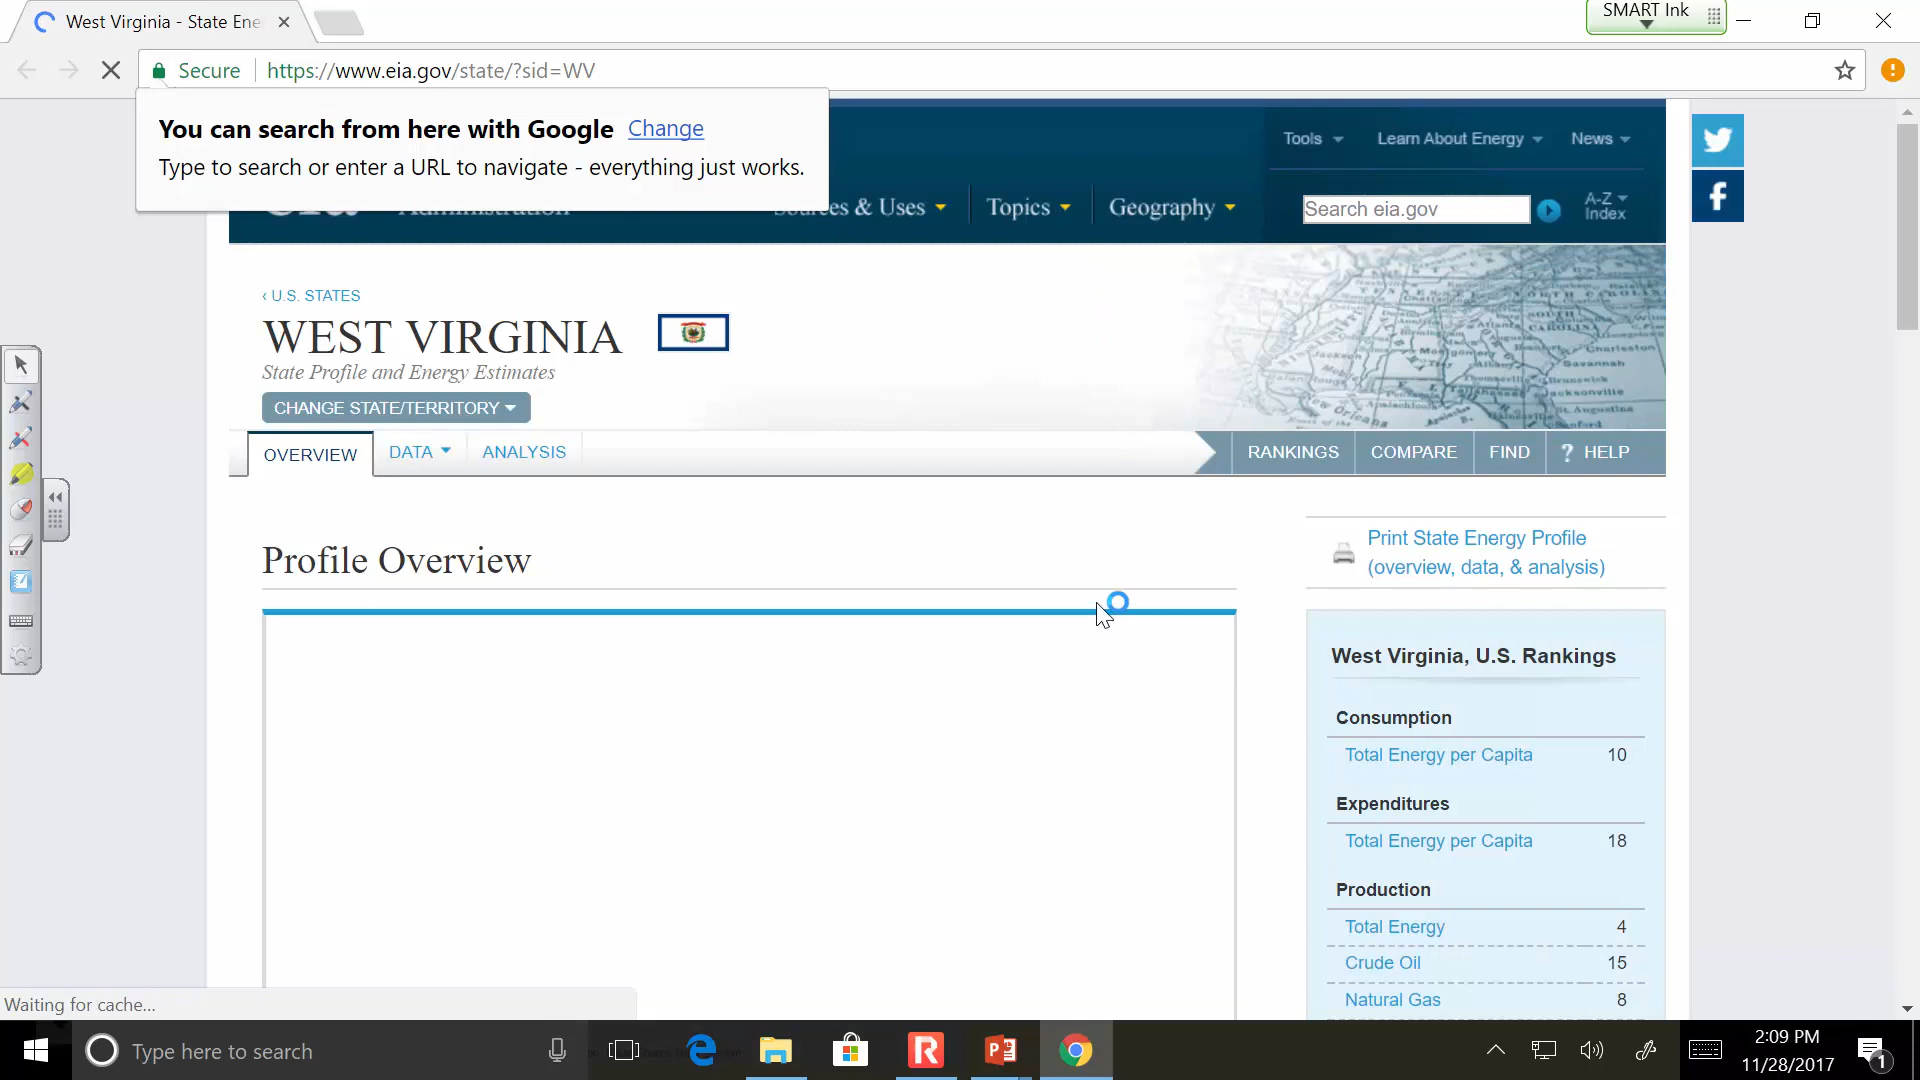 West Virginia - State Ene
SMART Ink
Secure
https://www.eia.gov/state/?sid=WV
You can search from here with Google Change
Type to search or enter a URL to navigate - everything just works.
Tools
Learn About Energy
News
Administration
Sources & Uses
Topics
Geography
Search eia.gov
A-Z
Index
‹ U.S. STATES
WEST VIRGINIA
State Profile and Energy Estimates
CHANGE STATE/TERRITORY
OVERVIEW
DATA
ANALYSIS
RANKINGS
COMPARE
FIND
? HELP
Profile Overview
Print State Energy Profile
(overview, data, & analysis)
West Virginia, U.S. Rankings
Consumption
Total Energy per Capita 10
Expenditures
Total Energy per Capita 18
Production
Total Energy 4
Crude Oil 15
Natural Gas 8
Waiting for cache...
Type here to search
2:09 PM
11/28/2017
1